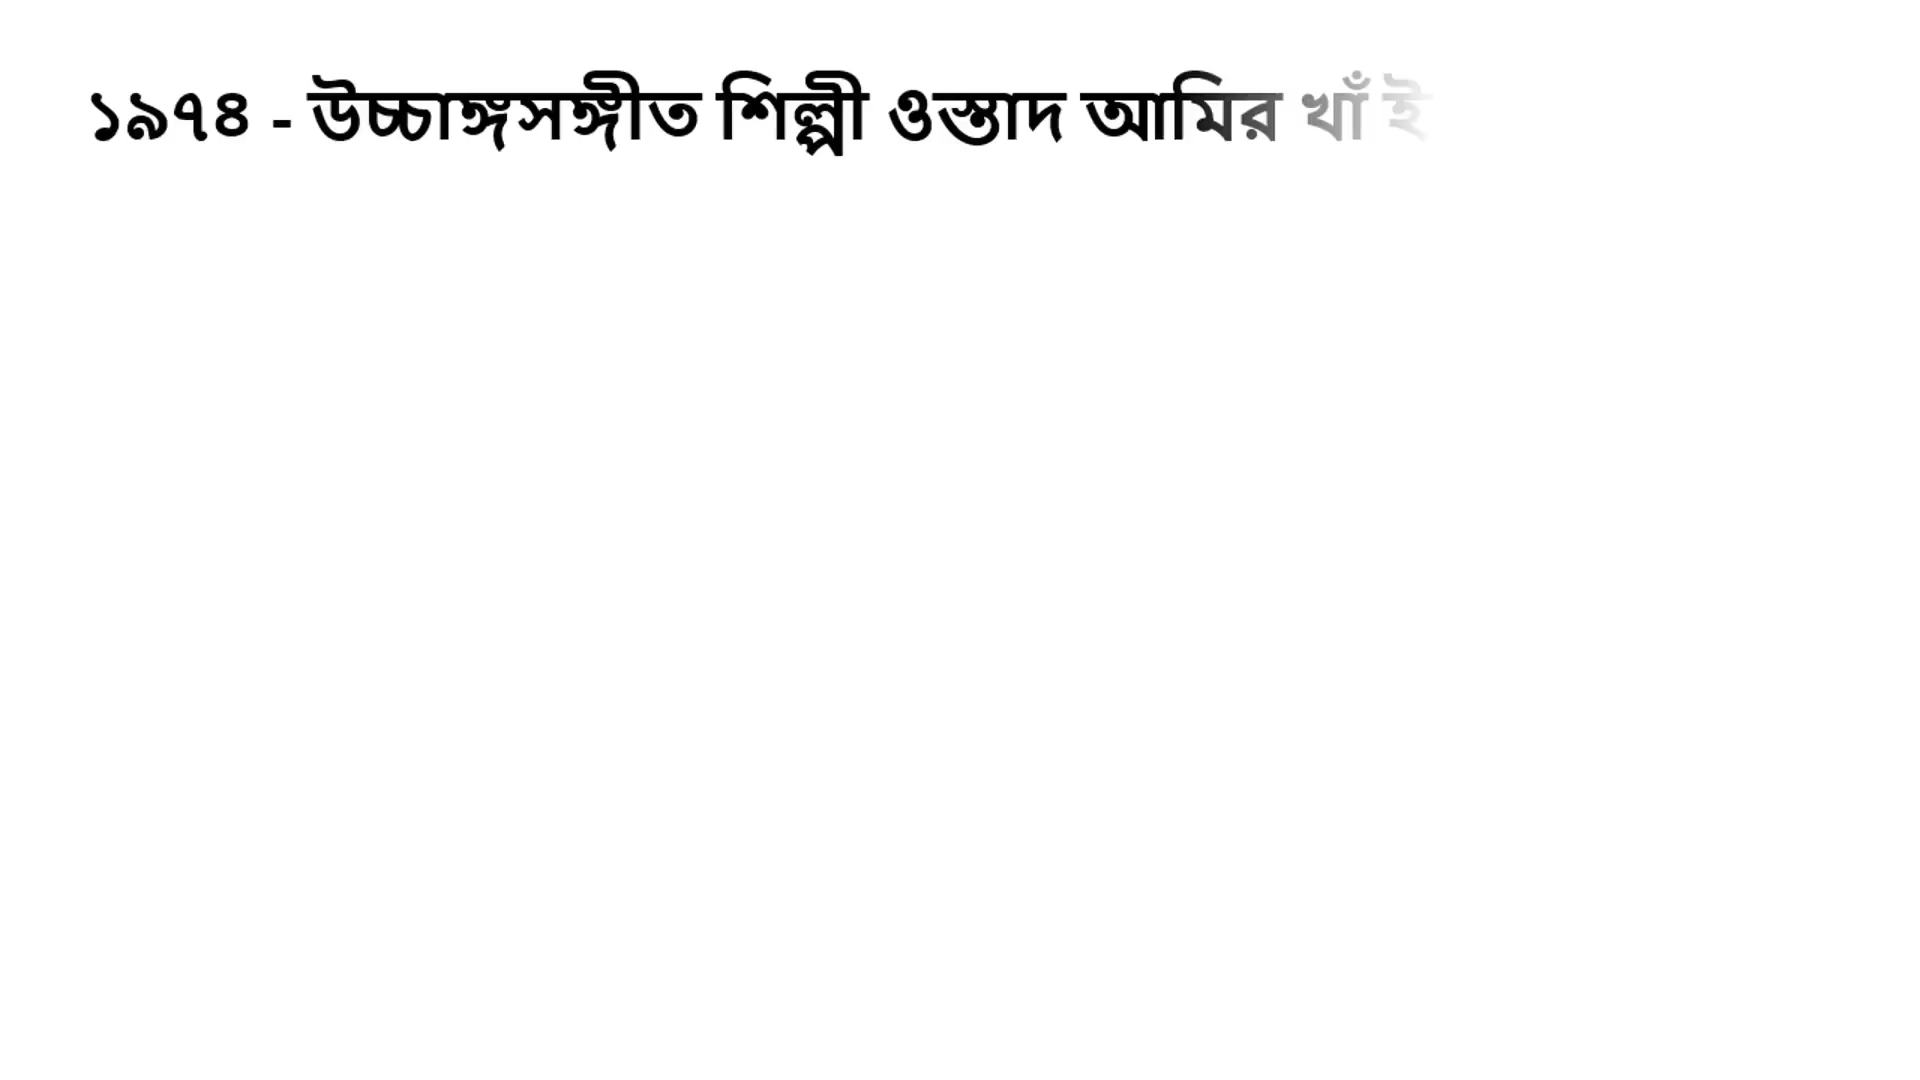 ১৯৭৪ - উচ্চাঙ্গসঙ্গীত শিল্পী ওস্তাদ আমির খাঁ ই